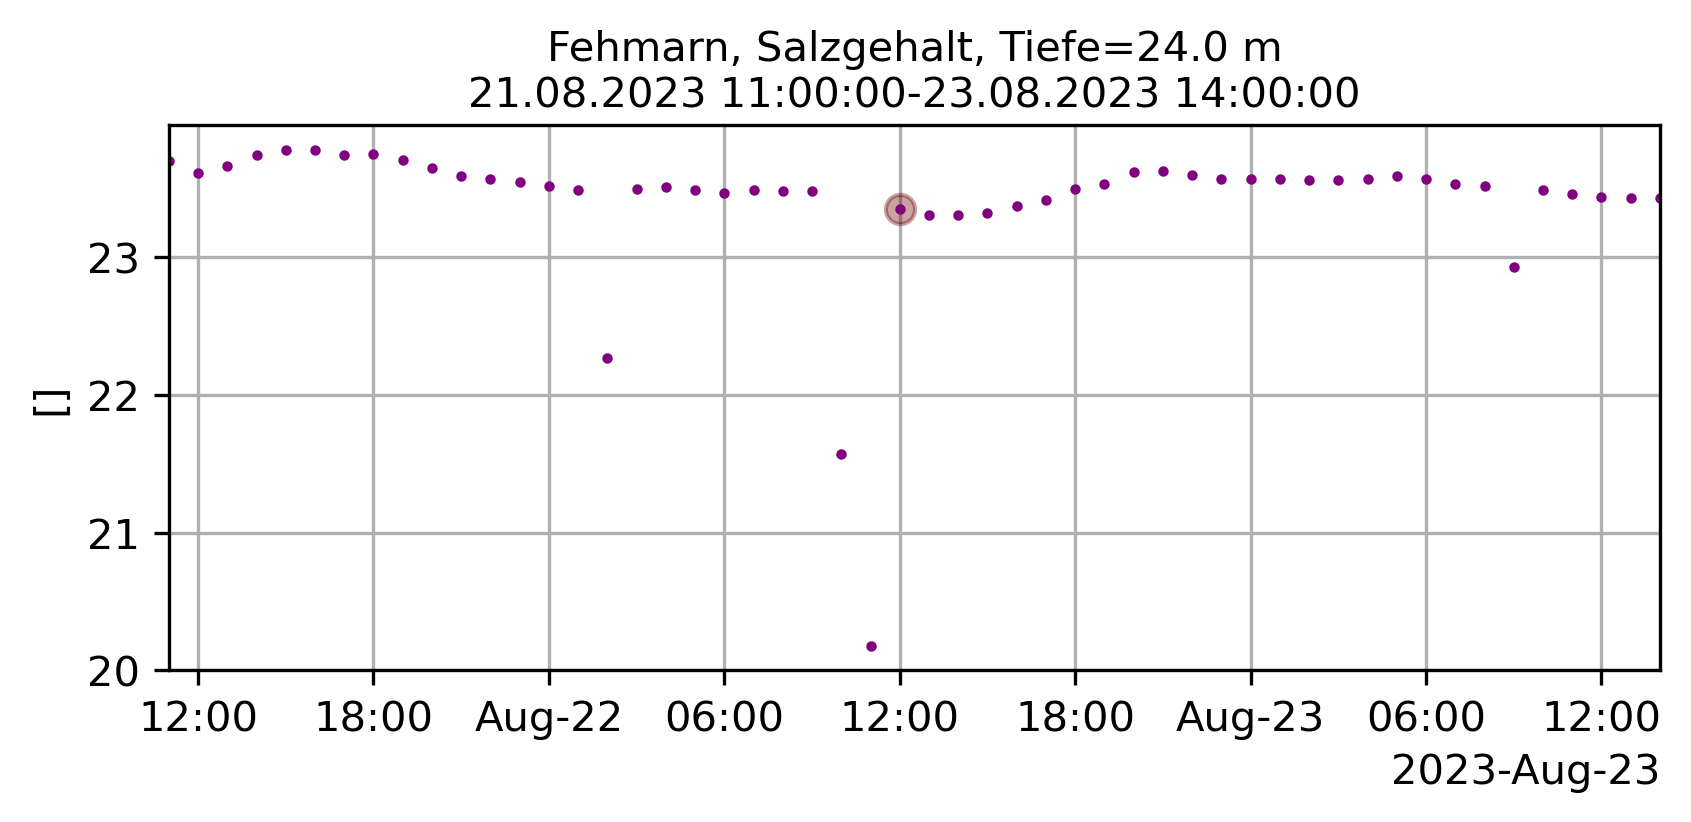 Fehmarn, Salzgehalt, Tiefe=24.0 m
21.08.2023 11:00:00-23.08.2023 14:00:00
23
22
21
20
[]
12:00 18:00 Aug-22 06:00 12:00 18:00 Aug-23 06:00 12:00
2023-Aug-23